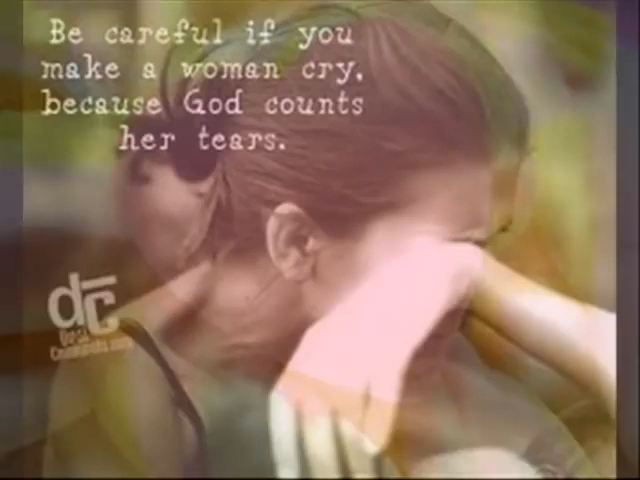 Be careful if you
make a woman cry,
because God counts
her tears.
dc